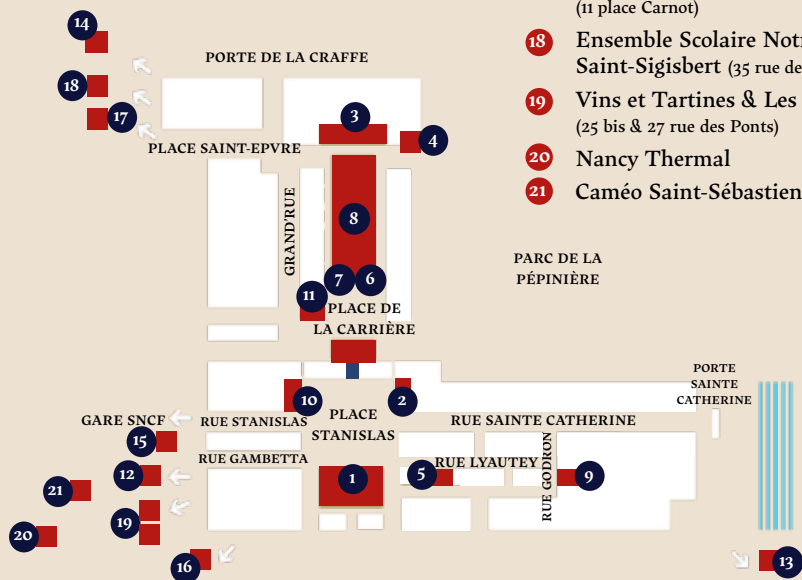 (11 place Carnot)
18 Ensemble Scolaire Notr
Saint-Sigisbert (35 rue de
19 Vins et Tartines & Les
(25 bis & 27 rue des Ponts)
20 Nancy Thermal
21 Caméo Saint-Sébastien
14
PORTE DE LA CRAFFE
18
17
3
4
PLACE SAINT-EPVRE
GRAND'RUE
8
PARC DE LA
PÉPINIÈRE
7
6
11
PLACE DE
LA CARRIÈRE
PORTE
SAINTE
CATHERINE
10
2
GARE SNCF
RUE STANISLAS
PLACE
STANISLAS
RUE SAINTE CATHERINE
15
RUE GAMBETTA
RUE LYAUTEY
RUE GODRON
12
1
5
9
21
19
20
16
13